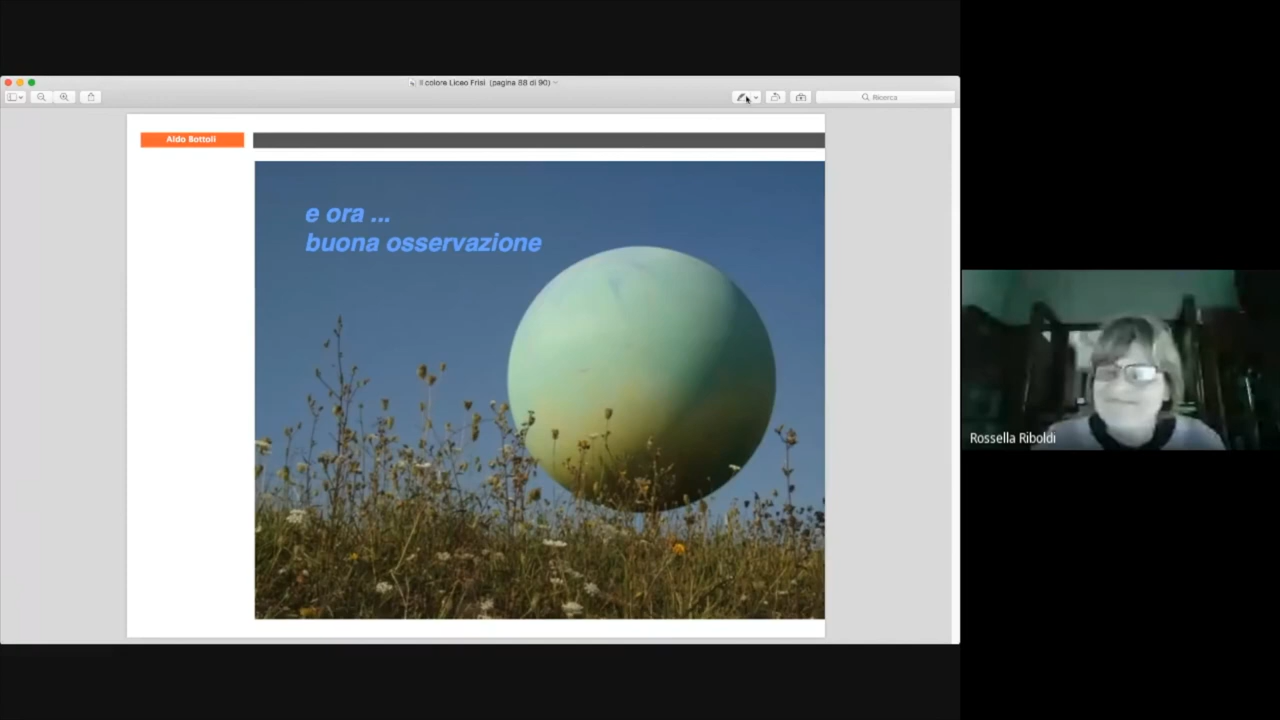 Il colore Liceo Frisi (pagina 88 di 90)
Ricerca
Aldo Bottoli
e ora ...
buona osservazione
Rossella Riboldi